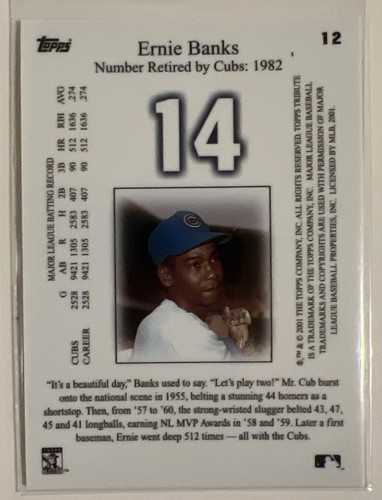 Topps
12
Ernie Banks
Number Retired by Cubs: 1982
14
MAJOR LEAGUE BATTING RECORD
G AB R H 2B 3B HR RBI AVG
CUBS 2528 9421 1305 2583 407 90 512 1636 .274
CAREER 2528 9421 1305 2583 407 90 512 1636 .274
®,™ & © 2001 THE TOPPS COMPANY, INC. ALL RIGHTS RESERVED. TOPPS TRIBUTE
IS A TRADEMARK OF THE TOPPS COMPANY, INC. MAJOR LEAGUE BASEBALL
TRADEMARKS AND COPYRIGHTS ARE USED WITH PERMISSION OF MAJOR
LEAGUE BASEBALL PROPERTIES, INC. LICENSED BY MLB, 2001.
"It's a beautiful day," Banks used to say. "Let's play two!" Mr. Cub burst
onto the national scene in 1955, belting a stunning 44 homers as a
shortstop. Then, from '57 to '60, the strong-wristed slugger belted 43, 47,
45 and 41 longballs, earning NL MVP Awards in '58 and '59. Later a first
baseman, Ernie went deep 512 times — all with the Cubs.